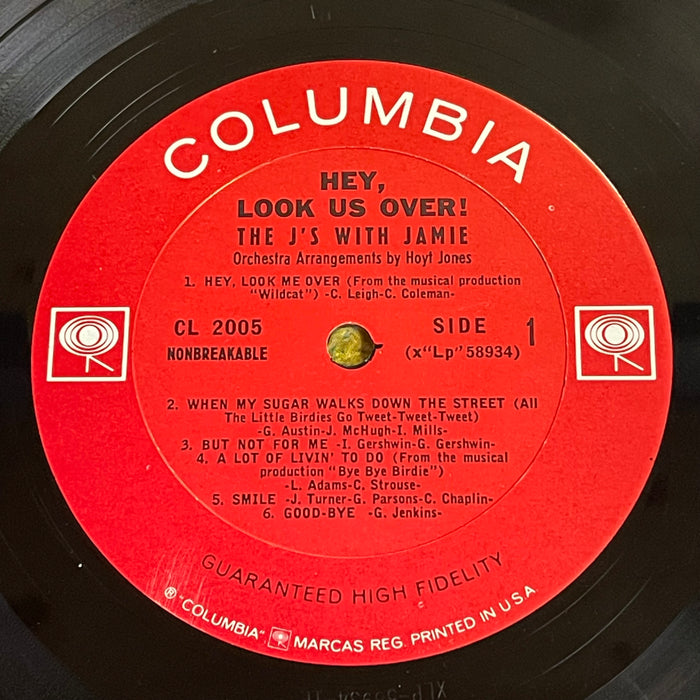 COLUMBIA
HEY,
LOOK US OVER!
THE J'S WITH JAMIE
Orchestra Arrangements by Hoyt Jones
1. HEY, LOOK ME OVER (From the musical production
"Wildcat") -C. Leigh-C. Coleman-
CL 2005
SIDE 1
NONBREAKABLE
(x"Lp"58934)
2. WHEN MY SUGAR WALKS DOWN THE STREET (All
The Little Birdies Go Tweet-Tweet-Tweet)
-G. Austin-J. McHugh-I. Mills-
3. BUT NOT FOR ME -I. Gershwin-G. Gershwin-
4. A LOT OF LIVIN' TO DO (From the musical
production "Bye Bye Birdie")
-L. Adams-C. Strouse-
5. SMILE -J. Turner-G. Parsons-C. Chaplin-
6. GOOD-BYE -G. Jenkins-
GUARANTEED HIGH FIDELITY
® "COLUMBIA" MARCAS REG. PRINTED IN U.S.A.